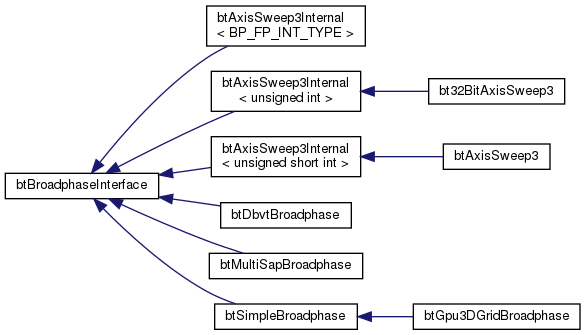 btAxisSweep3Internal
< BP_FP_INT_TYPE >
btAxisSweep3Internal
< unsigned int >
bt32BitAxisSweep3
btAxisSweep3Internal
< unsigned short int >
btAxisSweep3
btBroadphaseInterface
btDbvtBroadphase
btMultiSapBroadphase
btSimpleBroadphase
btGpu3DGridBroadphase